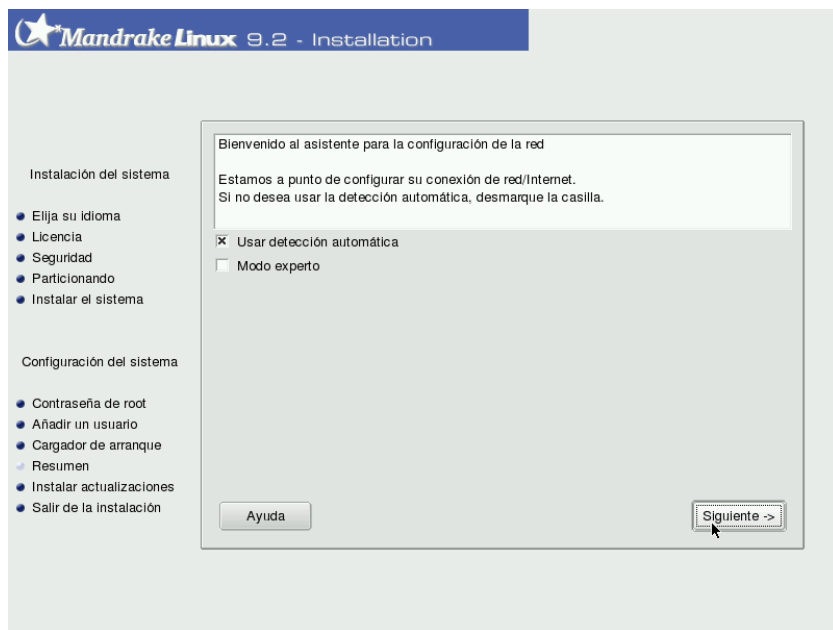 MandrakeLinux 9.2 - Installation
Instalación del sistema
Elija su idioma
Licencia
Seguridad
Particionando
Instalar el sistema
Configuración del sistema
Contraseña de root
Añadir un usuario
Cargador de arranque
Resumen
Instalar actualizaciones
Salir de la instalación
Bienvenido al asistente para la configuración de la red
Estamos a punto de configurar su conexión de red/Internet.
Si no desea usar la detección automática, desmarque la casilla.
Usar detección automática
Modo experto
Ayuda
Siguiente ->